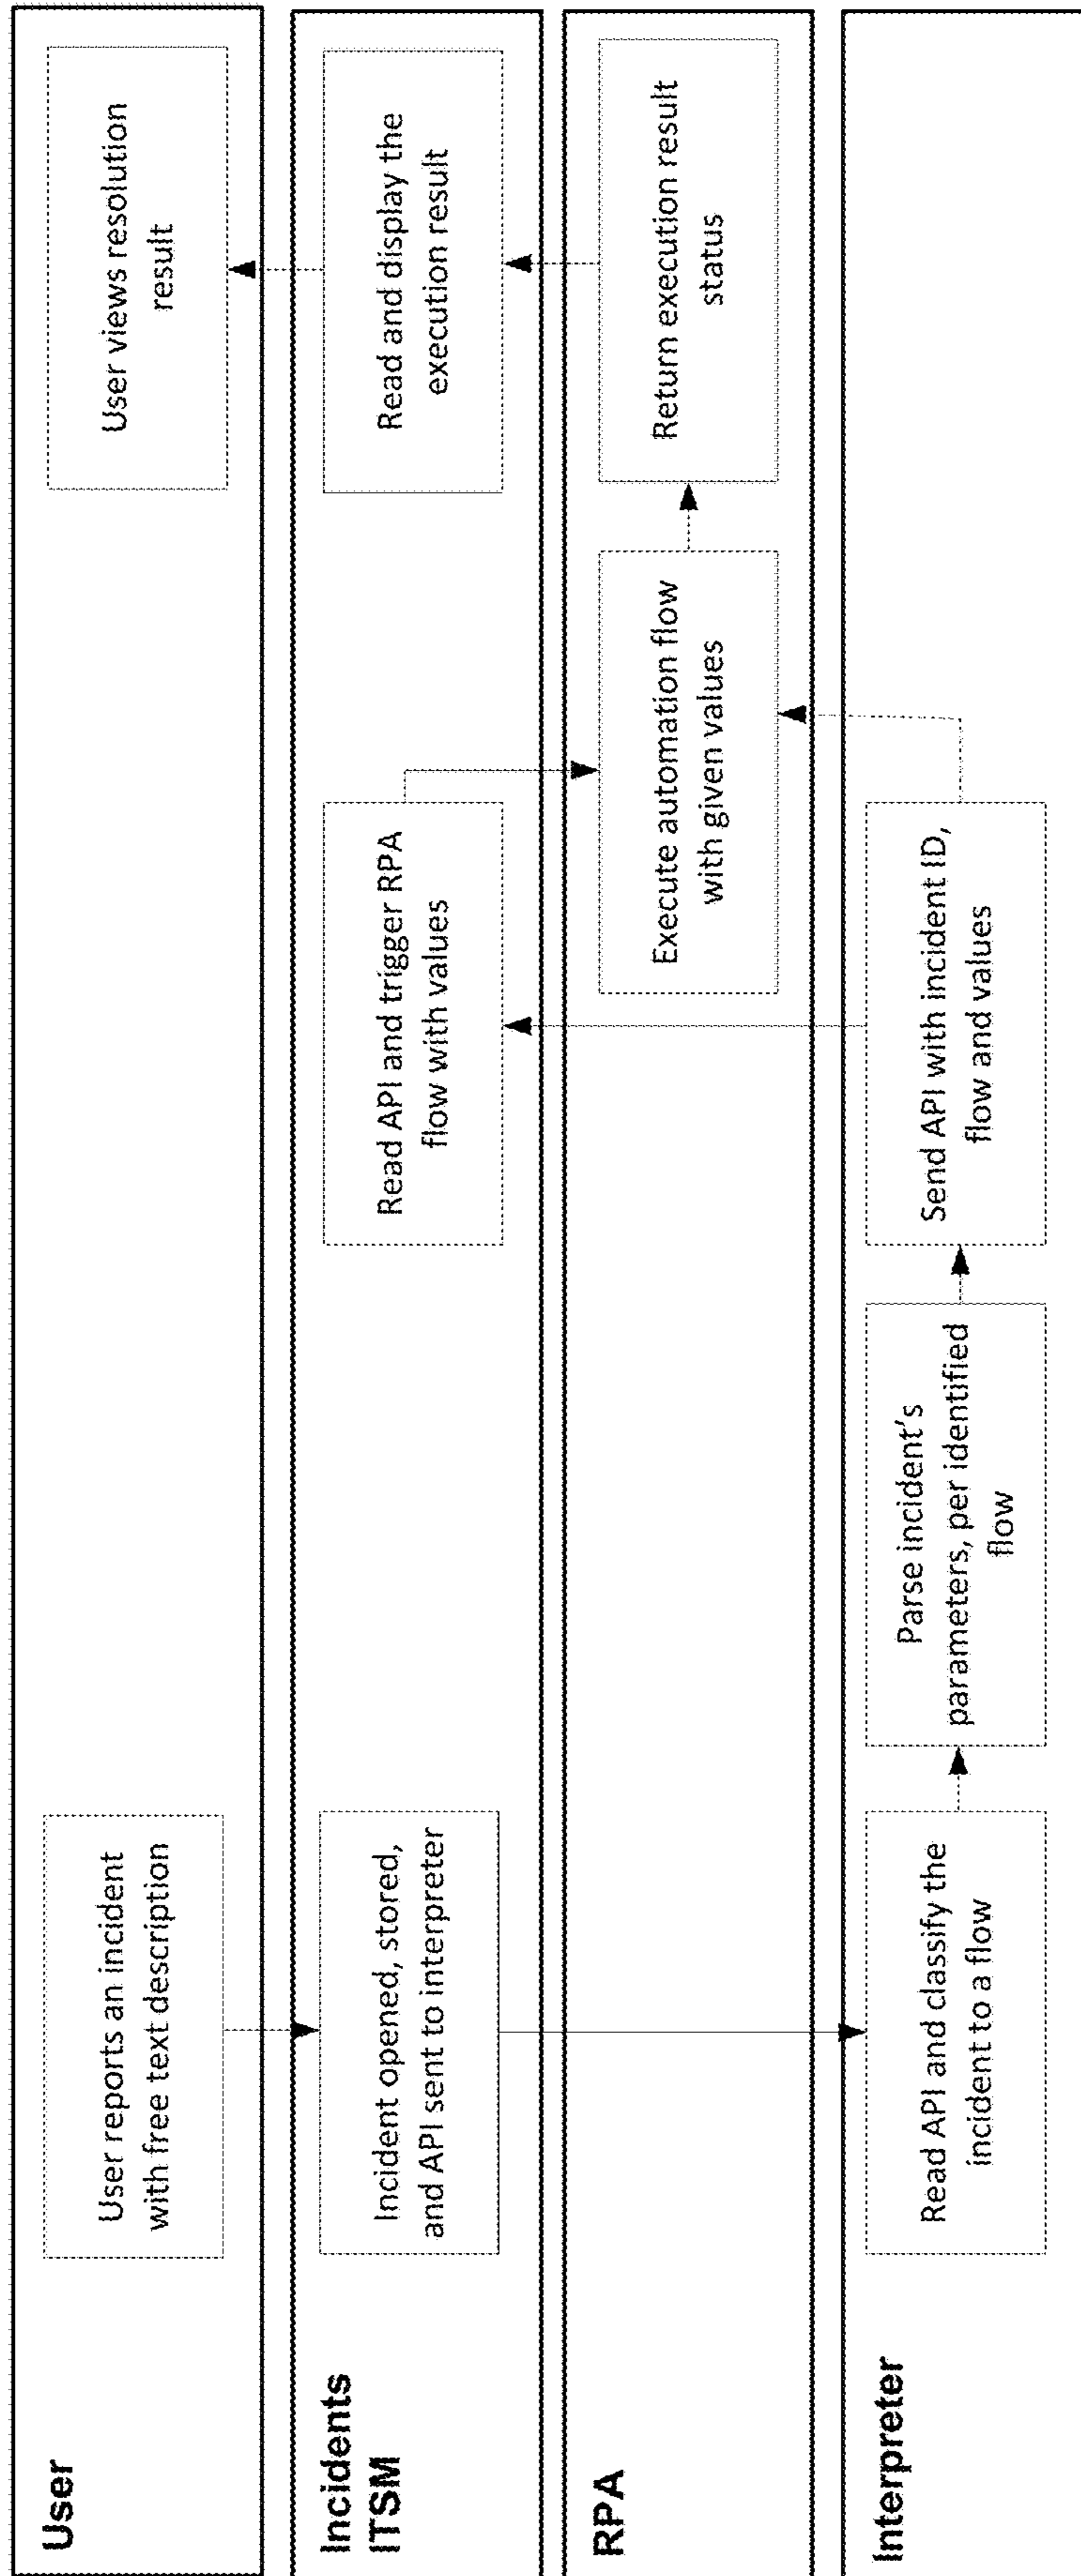 User
User reports an incident
with free text description
User views resolution
result
Incidents
ITSM
Incident opened, stored,
and API sent to interpreter
Read API and trigger RPA
flow with values
Read and display the
execution result
RPA
Execute automation flow
with given values
Return execution result
status
Interpreter
Read API and classify the
incident to a flow
Parse incident's
parameters, per identified
flow
Send API with incident ID,
flow and values